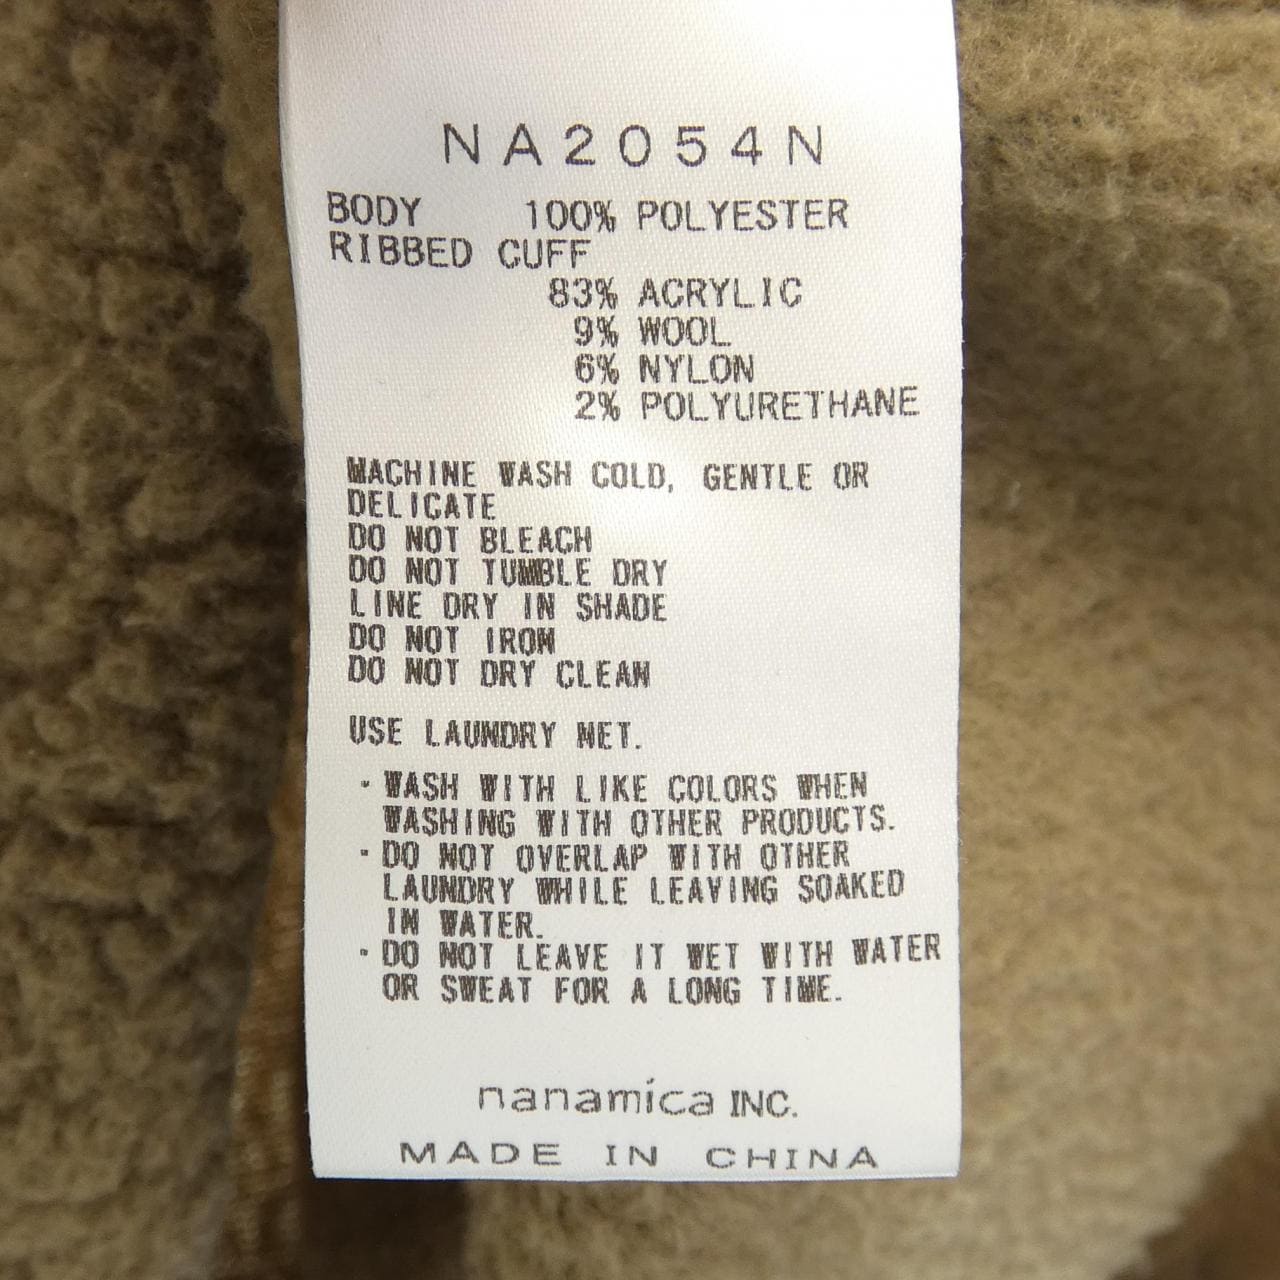 NA2054N
BODY 100% POLYESTER
RIBBED CUFF
83% ACRYLIC
9% WOOL
6% NYLON
2% POLYURETHANE
MACHINE WASH COLD, GENTLE OR
DELICATE
DO NOT BLEACH
DO NOT TUMBLE DRY
LINE DRY IN SHADE
DO NOT IRON
DO NOT DRY CLEAN
USE LAUNDRY NET.
・WASH WITH LIKE COLORS WHEN
WASHING WITH OTHER PRODUCTS.
・DO NOT OVERLAP WITH OTHER
LAUNDRY WHILE LEAVING SOAKED
IN WATER.
・DO NOT LEAVE IT WET WITH WATER
OR SWEAT FOR A LONG TIME.
nanamica INC.
MADE IN CHINA